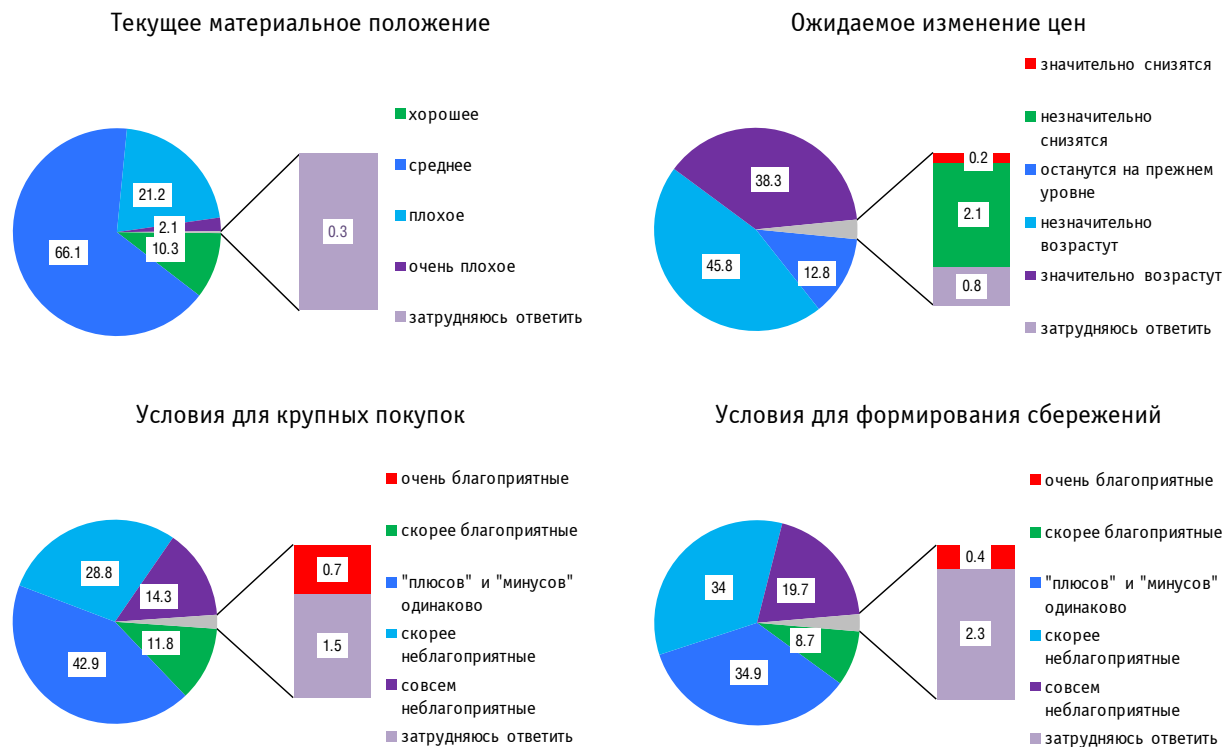 Текущее материальное положение
хорошее
среднее
плохое
очень плохое
затрудняюсь ответить
21.2
2.1
10.3
66.1
0.3
Ожидаемое изменение цен
значительно снизятся
незначительно
снизятся
останутся на прежнем
уровне
незначительно
возрастут
значительно возрастут
затрудняюсь ответить
38.3
45.8
12.8
0.2
2.1
0.8
Условия для крупных покупок
очень благоприятные
скорее благоприятные
"плюсов" и "минусов"
одинаково
скорее
неблагоприятные
совсем
неблагоприятные
затрудняюсь ответить
28.8
14.3
11.8
42.9
0.7
1.5
Условия для формирования сбережений
очень благоприятные
скорее благоприятные
"плюсов" и "минусов"
одинаково
скорее
неблагоприятные
совсем
неблагоприятные
затрудняюсь ответить
34
19.7
8.7
34.9
0.4
2.3